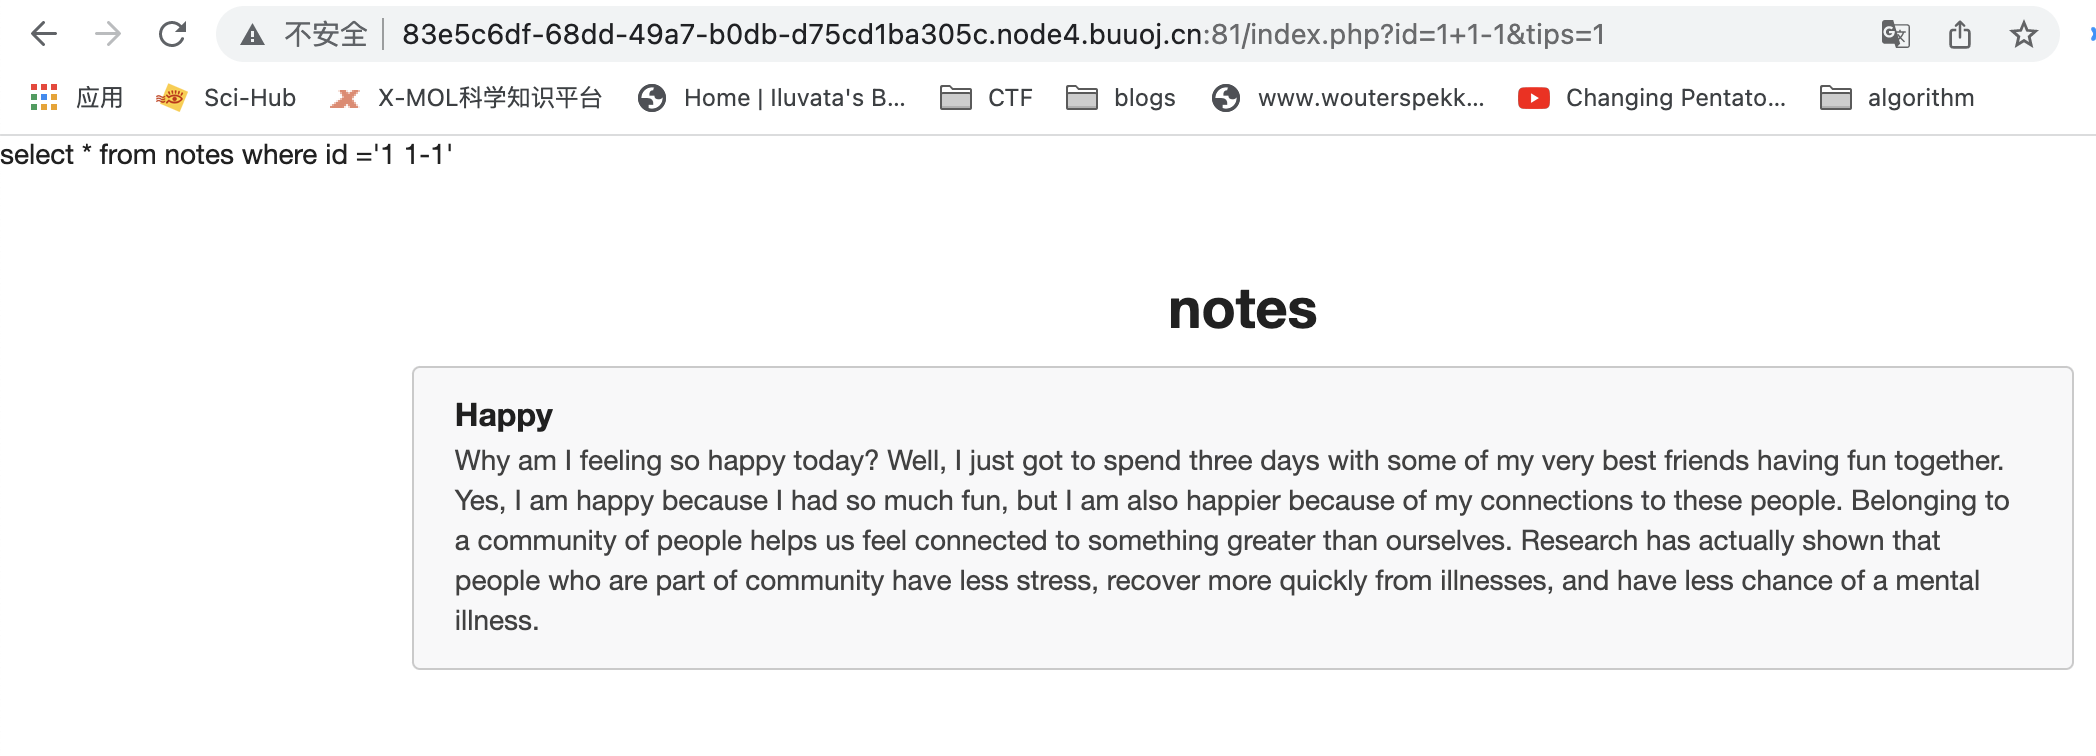 不安全 83e5c6df-68dd-49a7-b0db-d75cd1ba305c.node4.buuoj.cn:81/index.php?id=1+1-1&tips=1
应用 Sci-Hub X-MOL科学知识平台 Home | Iluvata's B... CTF blogs www.wouterspekk... Changing Pentato... algorithm
select * from notes where id ='1 1-1'
notes
Happy
Why am I feeling so happy today? Well, I just got to spend three days with some of my very best friends having fun together.
Yes, I am happy because I had so much fun, but I am also happier because of my connections to these people. Belonging to
a community of people helps us feel connected to something greater than ourselves. Research has actually shown that
people who are part of community have less stress, recover more quickly from illnesses, and have less chance of a mental
illness.